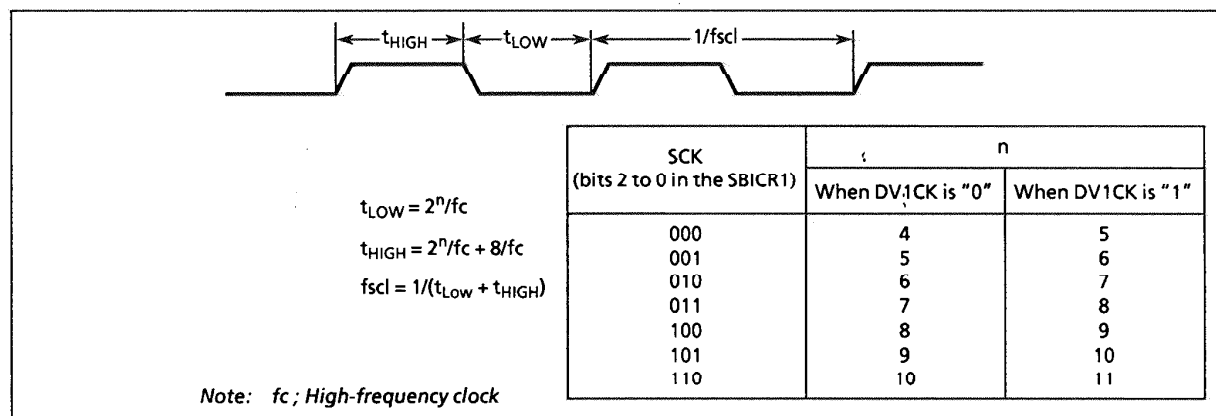 tHIGH tLOW 1/fscl
SCK
(bits 2 to 0 in the SBICR1)
n
When DV1CK is "0" When DV1CK is "1"
000 4 5
001 5 6
010 6 7
011 7 8
100 8 9
101 9 10
110 10 11
tLOW = 2ⁿ/fc
tHIGH = 2ⁿ/fc + 8/fc
fscl = 1/(tLow + tHIGH)
Note: fc ; High-frequency clock